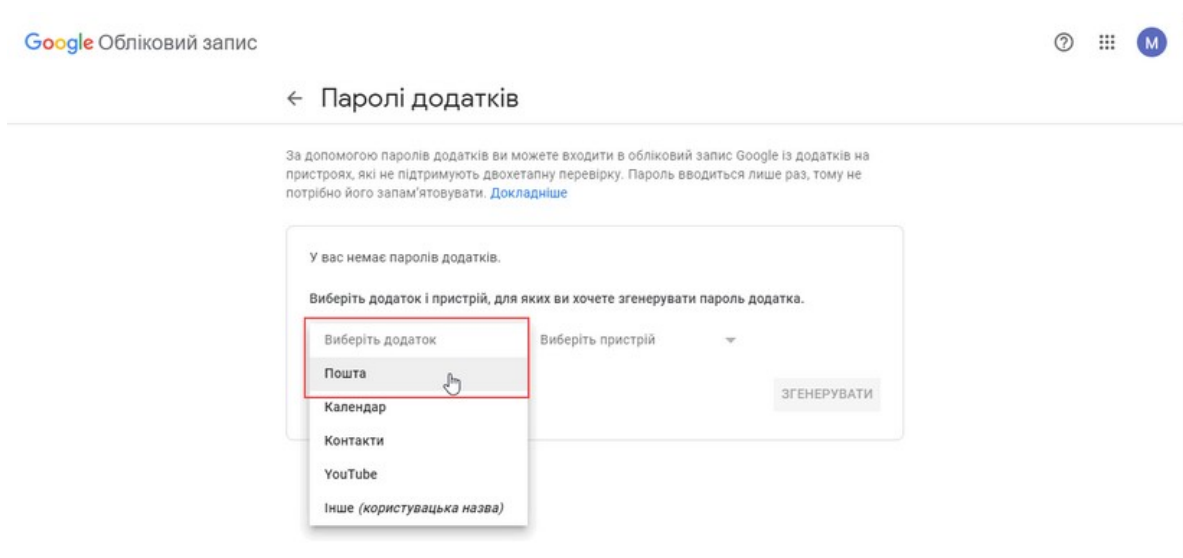 Google Обліковий запис
M
← Паролі додатків
За допомогою паролів додатків ви можете входити в обліковий запис Google із додатків на
пристроях, які не підтримують двохетапну перевірку. Пароль вводиться лише раз, тому не
потрібно його запам'ятовувати. Докладніше
У вас немає паролів додатків.
Виберіть додаток і пристрій, для яких ви хочете згенерувати пароль додатка.
Виберіть додаток
Виберіть пристрій
Пошта
ЗГЕНЕРУВАТИ
Календар
Контакти
YouTube
Інше (користувацька назва)